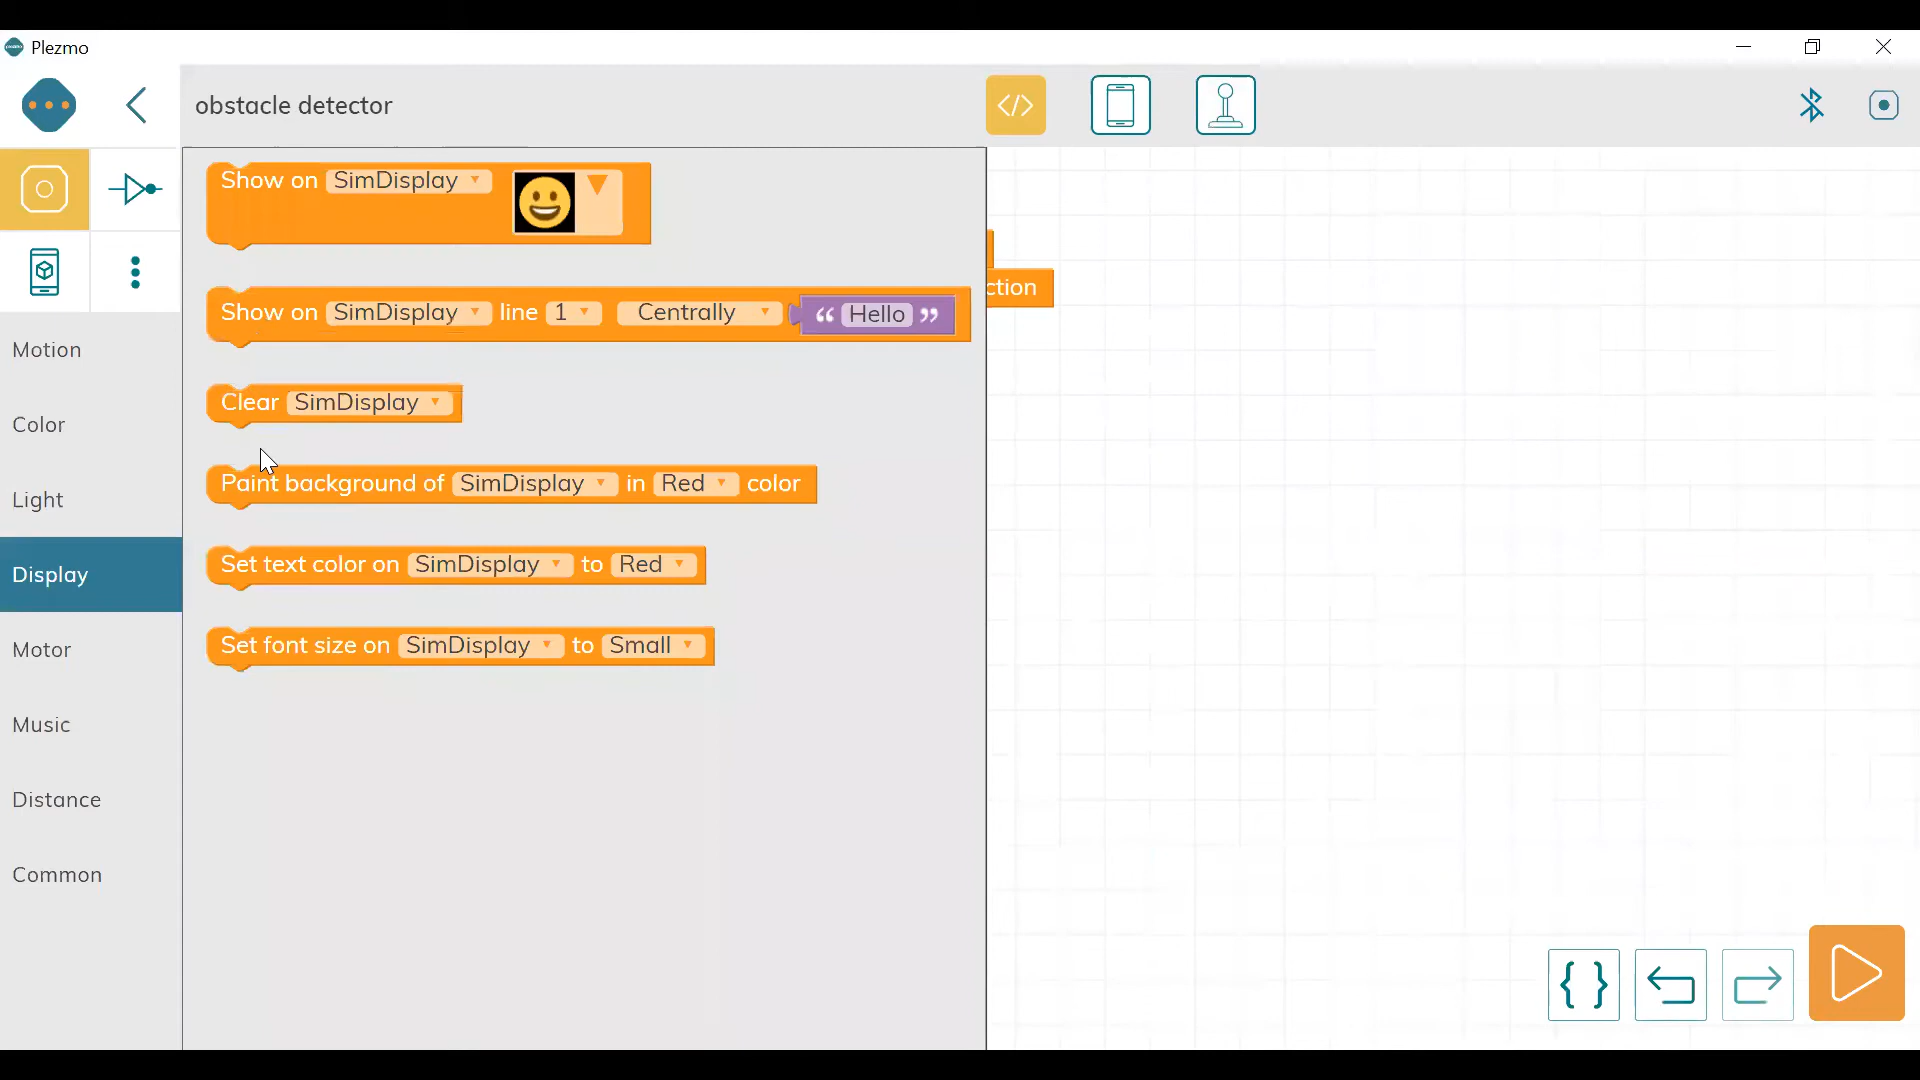 Plezmo
obstacle detector
</>
Show on SimDisplay
Show on SimDisplay line 1 Centrally “ Hello ”
ction
Clear SimDisplay
Paint background of SimDisplay in Red color
Set text color on SimDisplay to Red
Set font size on SimDisplay to Small
Motion
Color
Light
Display
Motor
Music
Distance
Common
{ }